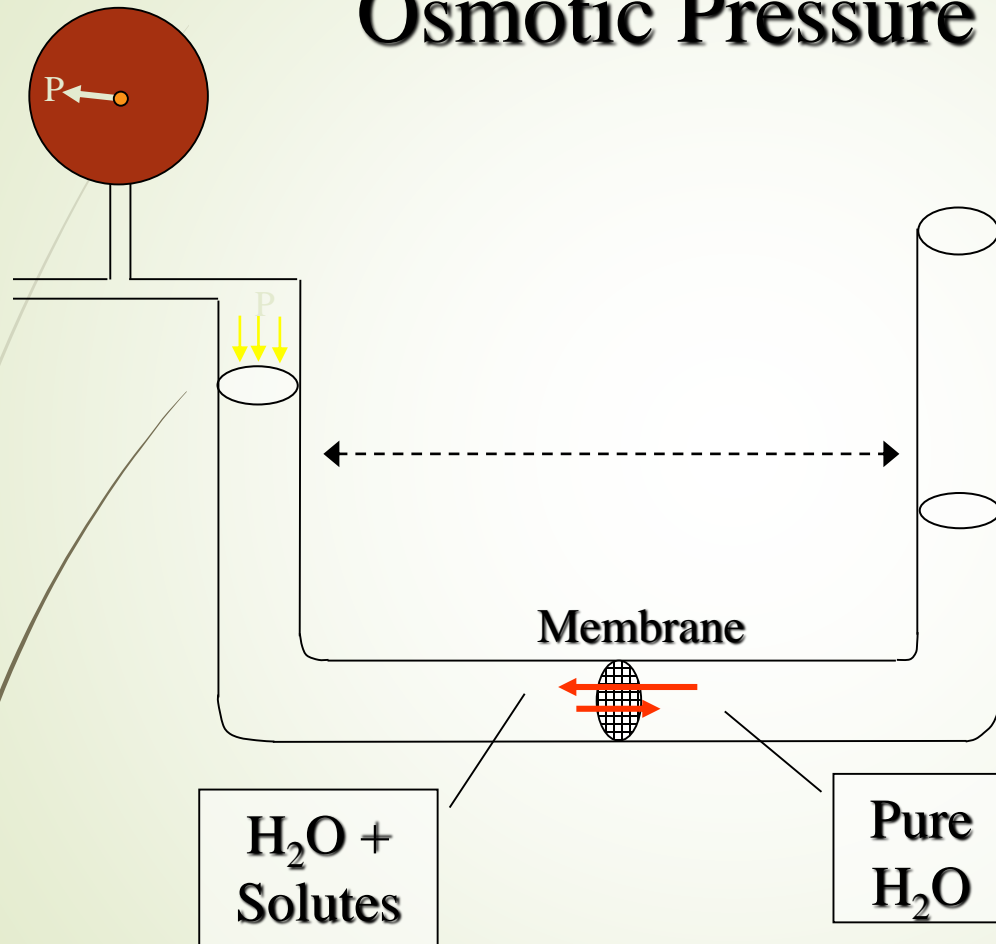 Osmotic Pressure
P
P
Membrane
H₂O +
Solutes
Pure
H₂O